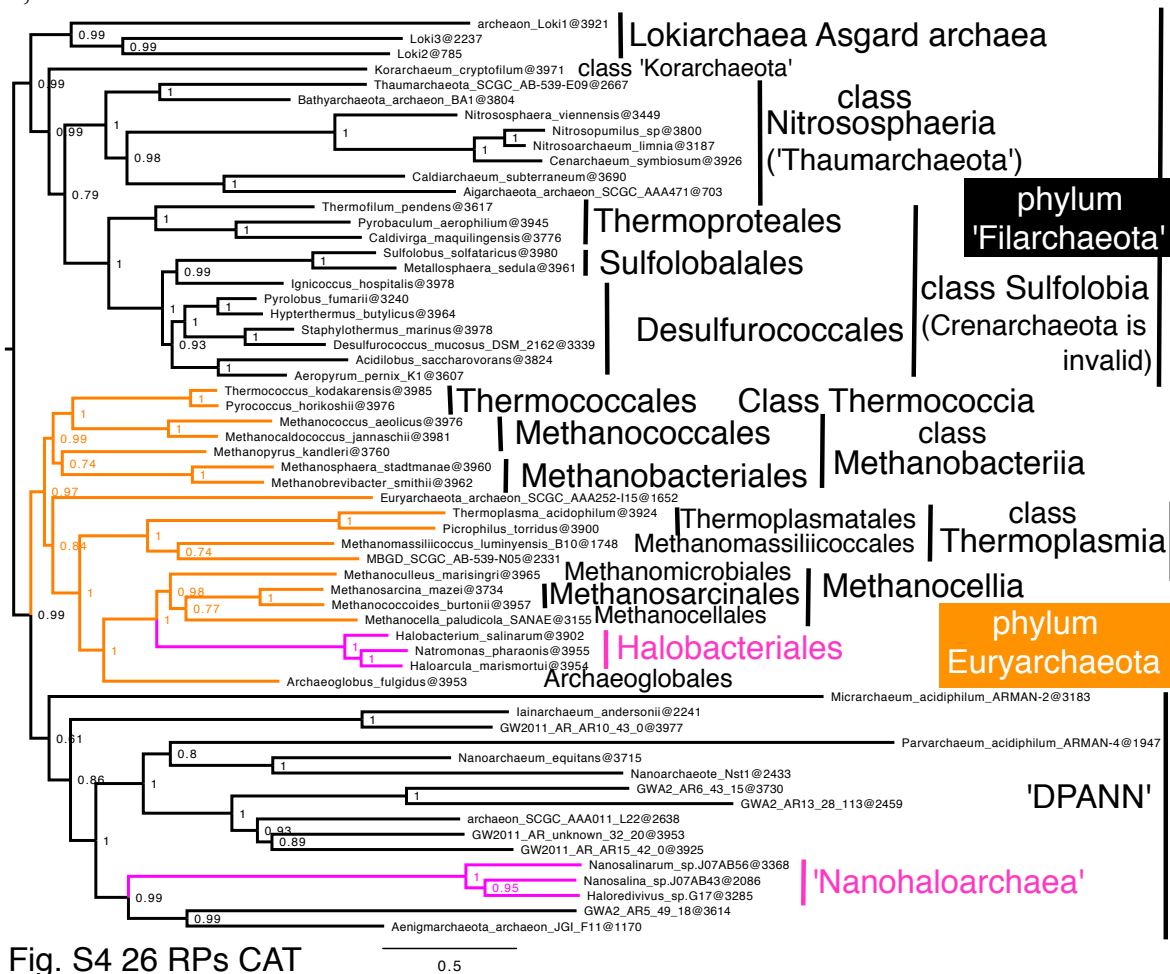 archeaon_Loki1@3921
0.99
Loki3@2237
Lokiarchaea Asgard archaea
0.99
Loki2@785
Korarchaeum_cryptofilum@3971
class 'Korarchaeota'
0.99
Thaumarchaeota_SCGC_AB-539-E09@2667
1
Bathyarchaeota_archaeon_BA1@3804
class
Nitrososphaera_viennensis@3449
Nitrososphaeria
0.99
1
1
Nitrosopumilus_sp@3800
1
Nitrosoarchaeum_limnia@3187
('Thaumarchaeota')
1
0.98
Cenarchaeum_symbiosum@3926
Caldiarchaeum_subterraneum@3690
1
0.79
Aigarchaeota_archaeon_SCGC_AAA471@703
phylum
'Filarchaeota'
Thermofilum_pendens@3617
1
Pyrobaculum_aerophilium@3945
Thermoproteales
1
Caldivirga_maquilingensis@3776
Sulfolobus_solfataricus@3980
1
1
Metallosphaera_sedula@3961
Sulfolobalales
0.99
Ignicoccus_hospitalis@3978
class Sulfolobia
(Crenarchaeota is
invalid)
Pyrolobus_fumarii@3240
1
1
Hypterthermus_butylicus@3964
1
Staphylothermus_marinus@3978
Desulfurococcales
1
0.93
Desulfurococcus_mucosus_DSM_2162@3339
Acidilobus_saccharovorans@3824
1
Aeropyrum_pernix_K1@3607
Thermococcus_kodakarensis@3985
1
Pyrococcus_horikoshii@3976
Thermococcales
Class Thermococcia
1
Methanococcus_aeolicus@3976
1
Methanocaldococcus_jannaschii@3981
Methanococcales
class
Methanobacteriia
0.99
Methanopyrus_kandleri@3760
0.74
Methanosphaera_stadtmanae@3960
1
Methanobrevibacter_smithii@3962
Methanobacteriales
0.97
Euryarchaeota_archaeon_SCGC_AAA252-I15@1652
Thermoplasma_acidophilum@3924
1
Picrophilus_torridus@3900
Thermoplasmatales
class
Thermoplasmia
1
0.84
Methanomassiliicoccus_luminyensis_B10@1748
Methanomassiliicoccales
0.74
MBGD_SCGC_AB-539-N05@2331
Methanoculleus_marisingri@3965
Methanomicrobiales
Methanocellia
0.98
Methanosarcina_mazei@3734
1
Methanosarcinales
1
Methanococcoides_burtonii@3957
0.77
1
Methanocella_paludicola_SANAE@3155
Methanocellales
0.99
Halobacterium_salinarum@3902
phylum
Euryarchaeota
1
Natromonas_pharaonis@3955
Halobacteriales
1
1
Haloarcula_marismortui@3954
Archaeoglobus_fulgidus@3953
Archaeoglobales
Micrarchaeum_acidiphilum_ARMAN-2@3183
Iainarchaeum_andersonii@2241
1
GW2011_AR_AR10_43_0@3977
0.61
Parvarchaeum_acidiphilum_ARMAN-4@1947
0.8
Nanoarchaeum_equitans@3715
1
Nanoarchaeote_Nst1@2433
0.86
1
GWA2_AR6_43_15@3730
1
GWA2_AR13_28_113@2459
'DPANN'
1
archaeon_SCGC_AAA011_L22@2638
0.93
GW2011_AR_unknown_32_20@3953
1
0.89
GW2011_AR_AR15_42_0@3925
Nanosalinarum_sp.J07AB56@3368
1
Nanosalina_sp.J07AB43@2086
'Nanohaloarchaea'
0.95
0.99
Haloredivivus_sp.G17@3285
GWA2_AR5_49_18@3614
0.99
Aenigmarchaeota_archaeon_JGI_F11@1170
Fig. S4 26 RPs CAT
0.5